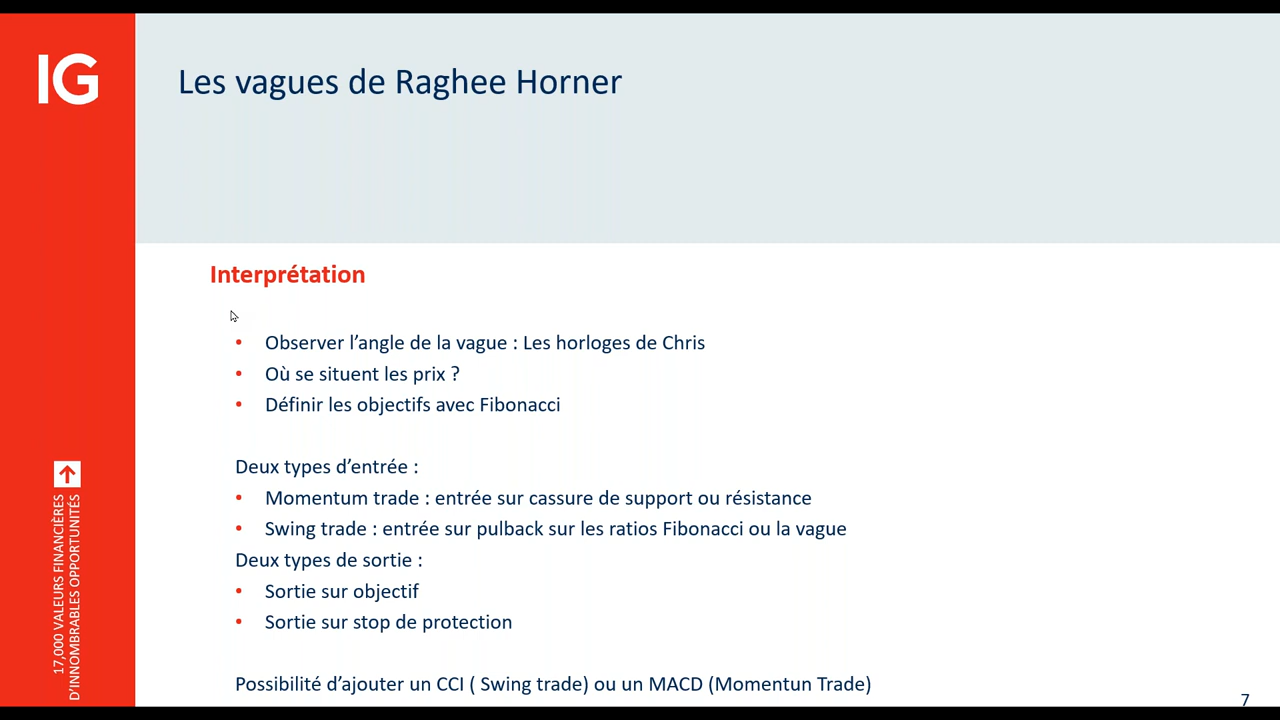 IG
Les vagues de Raghee Horner
Interprétation
• Observer l’angle de la vague : Les horloges de Chris
• Où se situent les prix ?
• Définir les objectifs avec Fibonacci
Deux types d’entrée :
• Momentum trade : entrée sur cassure de support ou résistance
• Swing trade : entrée sur pulback sur les ratios Fibonacci ou la vague
Deux types de sortie :
• Sortie sur objectif
• Sortie sur stop de protection
Possibilité d’ajouter un CCI ( Swing trade) ou un MACD (Momentun Trade)
17,000 VALEURS FINANCIÈRES
D’INNOMBRABLES OPPORTUNITÉS
7